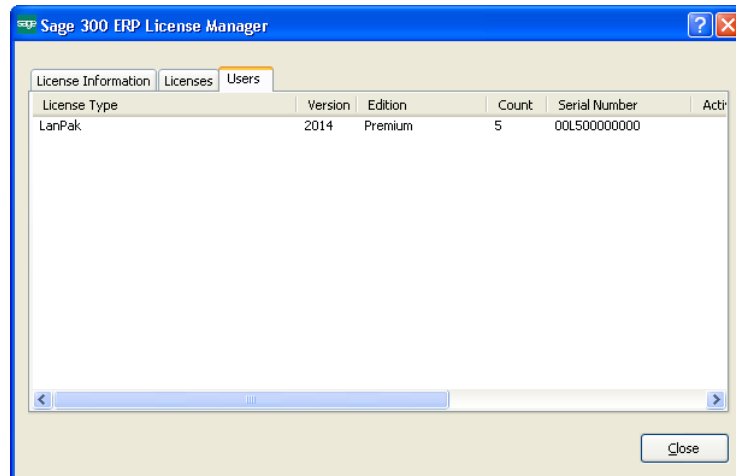 sage Sage 300 ERP License Manager
License Information Licenses Users
License Type Version Edition Count Serial Number Acti
LanPak 2014 Premium 5 00L500000000
Close